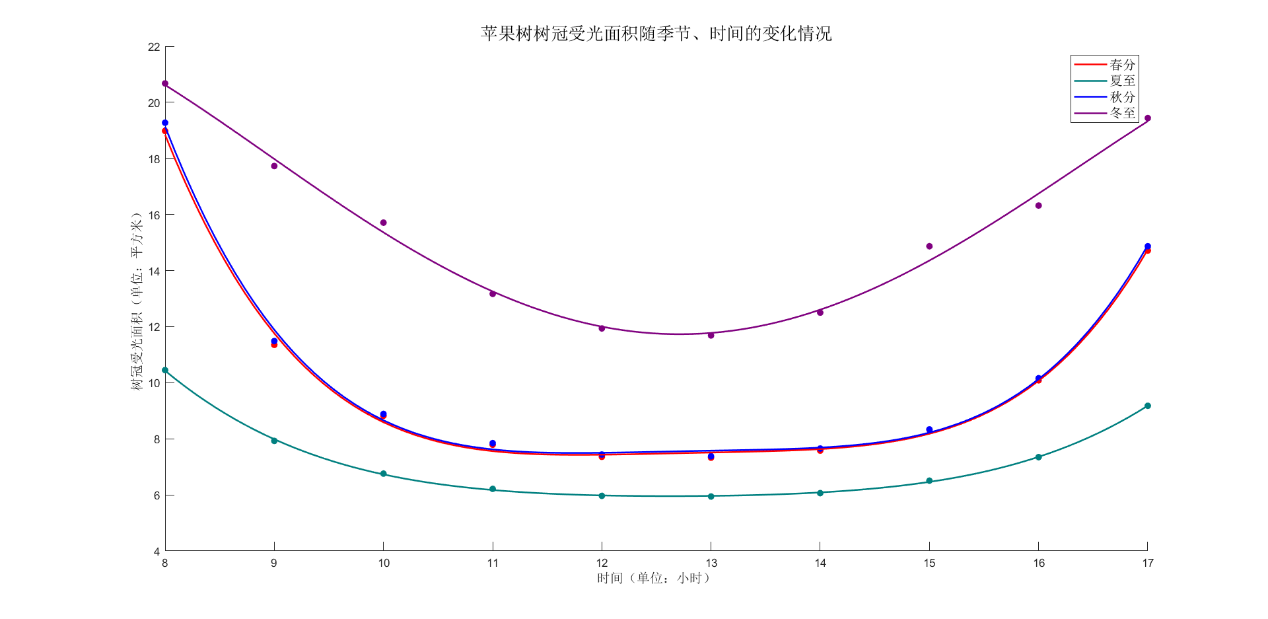 苹果树树冠受光面积随季节、时间的变化情况
春分
夏至
秋分
冬至
树冠受光面积（单位：平方米）
22
20
18
16
14
12
10
8
6
4
8 9 10 11 12 13 14 15 16 17
时间（单位：小时）